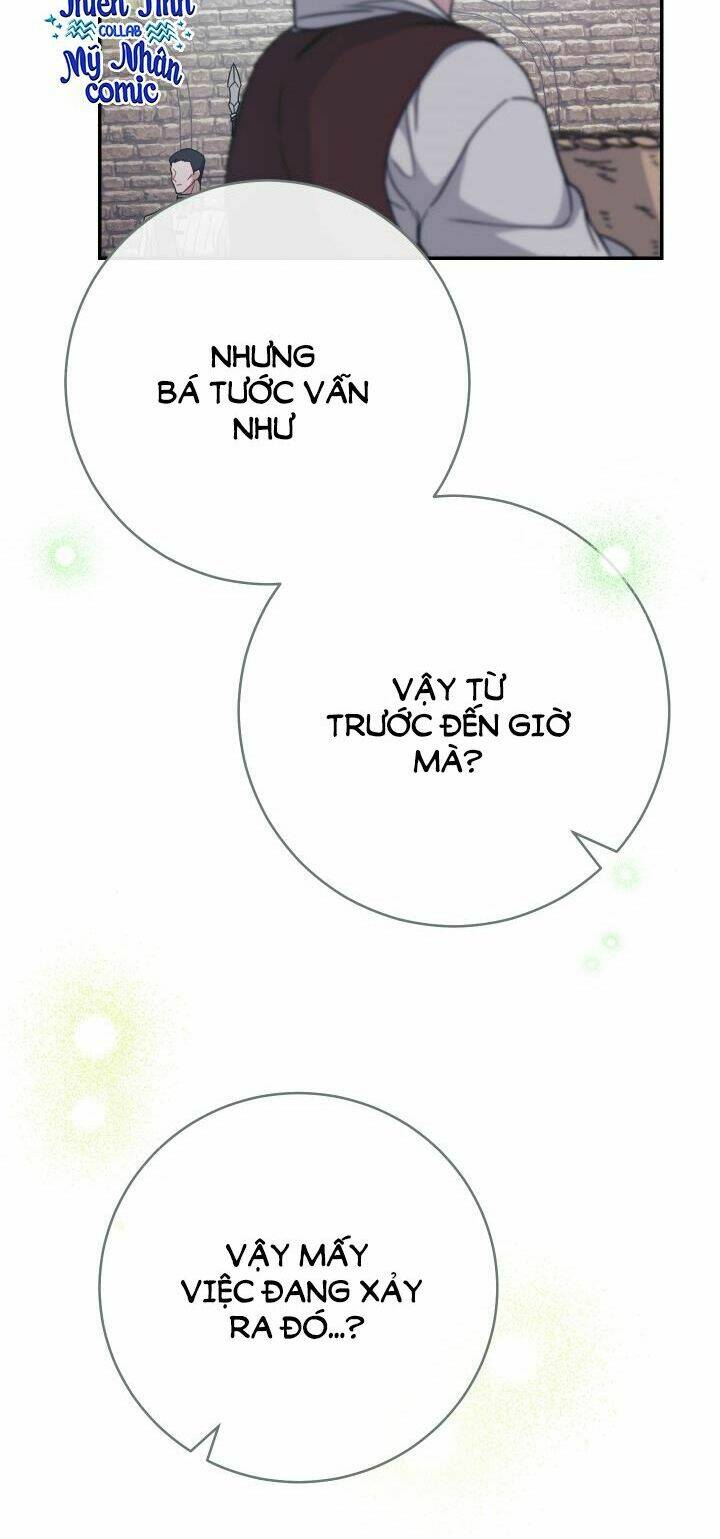 COLLAB
Mỹ Nhân
comic
NHƯNG
BÁ TƯỚC VẪN
NHƯ
VẬY TỪ
TRƯỚC ĐẾN GIỜ
MÀ?
VẬY MẤY
VIỆC ĐANG XẢY
RA ĐÓ...?